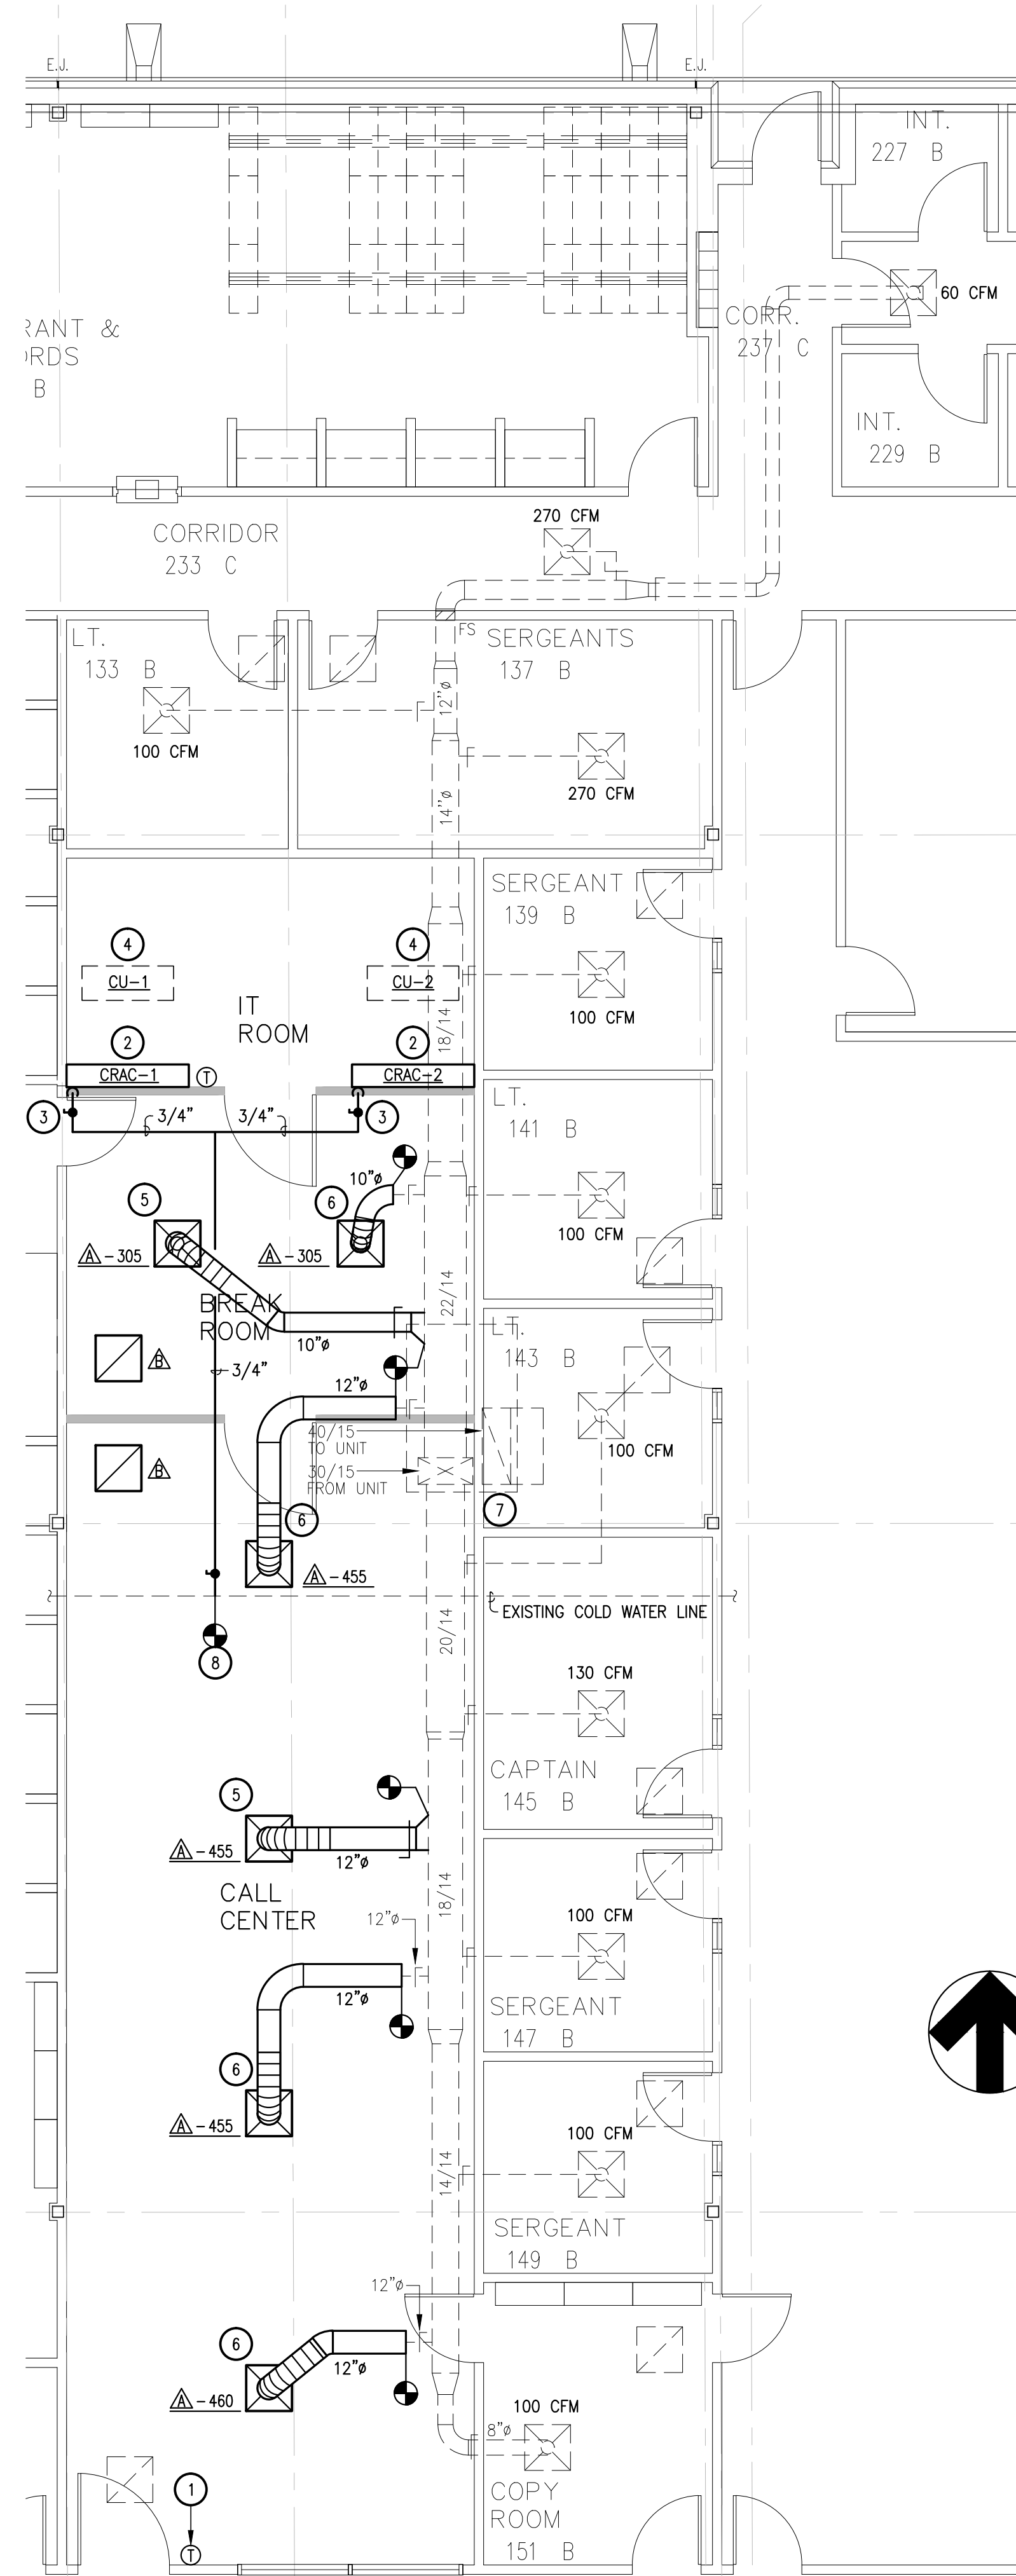 E.J.
E.J.
INT.
227 B
60 CFM
RANT &
ORDS
B
CORR.
237 C
INT.
229 B
CORRIDOR
233 C
270 CFM
LT.
133 B
100 CFM
FS
SERGEANTS
137 B
12"ø
270 CFM
14"ø
SERGEANT
139 B
100 CFM
4
CU-1
4
CU-2
IT
ROOM
18/14
2
CRAC-1
T
2
CRAC-2
3
3/4"
3/4"
3
LT.
141 B
100 CFM
10"ø
5
6
A-305
A-305
22/14
BREAK
ROOM
10"ø
LT.
143 B
B
3/4"
12"ø
100 CFM
40/15
TO UNIT
30/15
FROM UNIT
B
7
6
A-455
EXISTING COLD WATER LINE
20/14
8
130 CFM
CAPTAIN
145 B
5
A-455
12"ø
18/14
CALL
CENTER
12"ø
100 CFM
12"ø
SERGEANT
147 B
6
A-455
100 CFM
14/14
SERGEANT
149 B
12"ø
6
12"ø
A-460
100 CFM
8"ø
1
T
COPY
ROOM
151 B